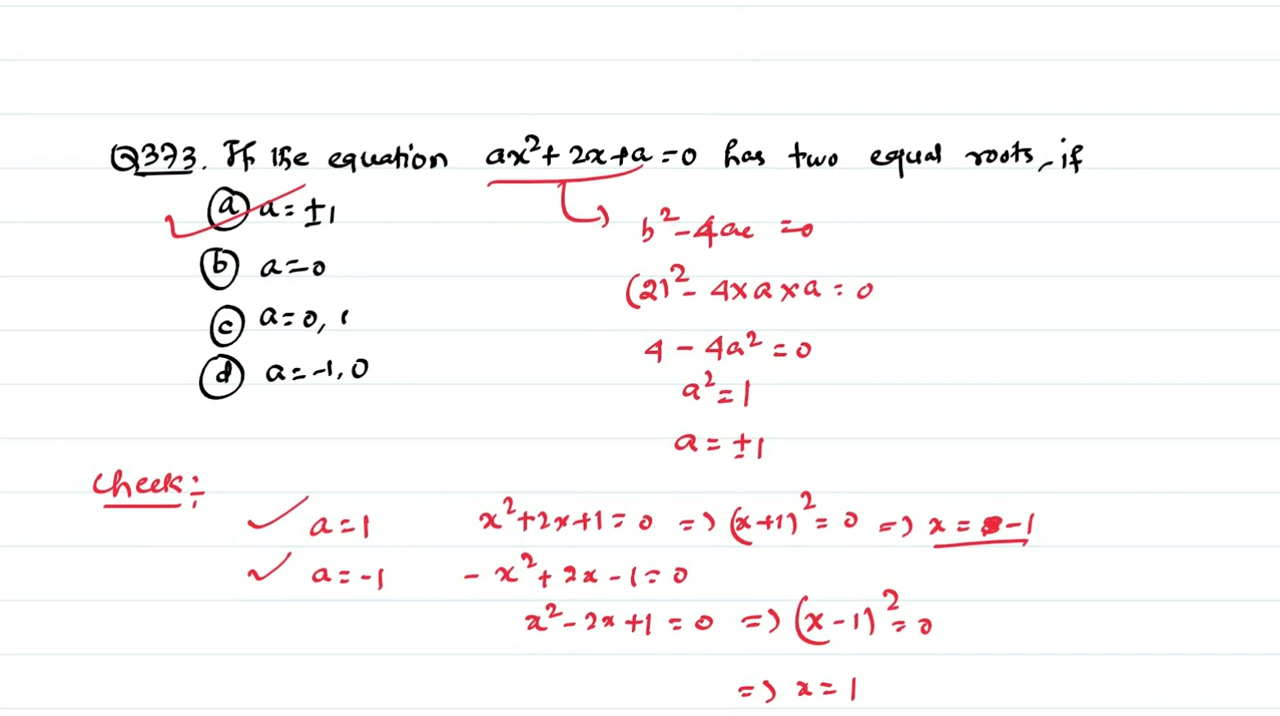 Q373. If the equation ax²+2x+a=0 has two equal roots, if
(a) a=±1
b²-4ac=0
(b) a=0
(2)²-4×a×a=0
(c) a=0, 1
4-4a²=0
(d) a=-1,0
a²=1
a=±1
Check:
a=1 x²+2x+1=0 => (x+1)²=0 => x=-1
a=-1 -x²+2x-1=0
x²-2x+1=0 => (x-1)²=0
=> x=1